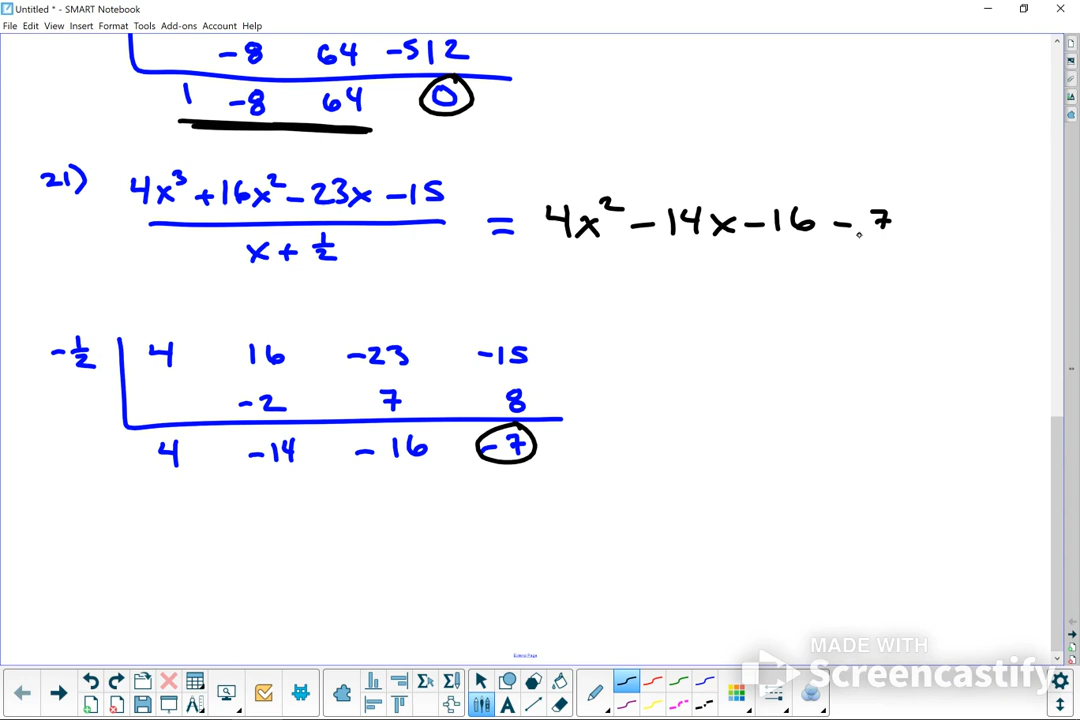 Untitled * - SMART Notebook
File Edit View Insert Format Tools Add-ons Account Help
-8 64 -512
1 -8 64 0
21) 4x³ +16x² - 23x - 15
x + 1/2
= 4x² - 14x - 16 - 7
-1/2 4 16 -23 -15
-2 7 8
4 -14 -16 -7
Extend Page
MADE WITH
Screencastify